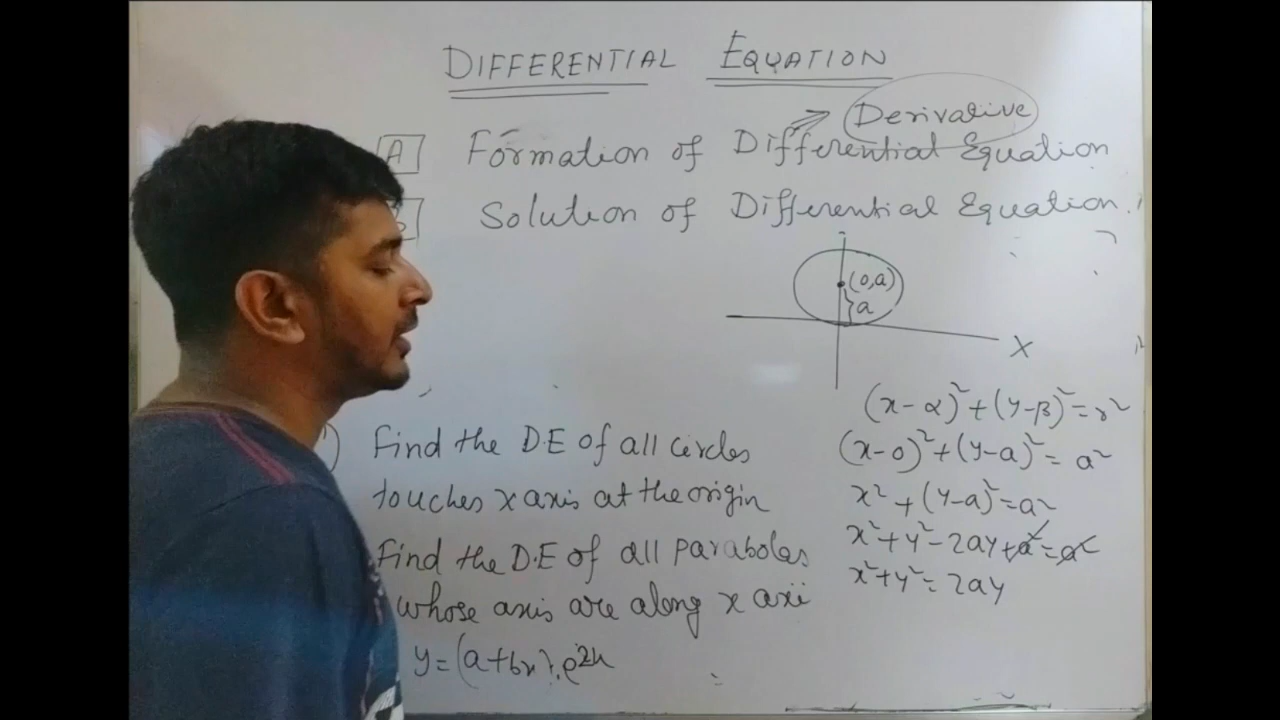 DIFFERENTIAL EQUATION
Derivative
A Formation of Differential Equation
Solution of Differential Equation.
(0,a)
a
X
(x-α)²+(y-β)²=r²
) Find the D.E of all circles
touches x axis at the origin
(x-0)²+(y-a)²=a²
x²+(y-a)²=a²
x²+y²-2ay+a²=a²
x²+y²=2ay
Find the D.E of all parabolas
whose axis are along x axis
y=(a+bx).e²ˣ